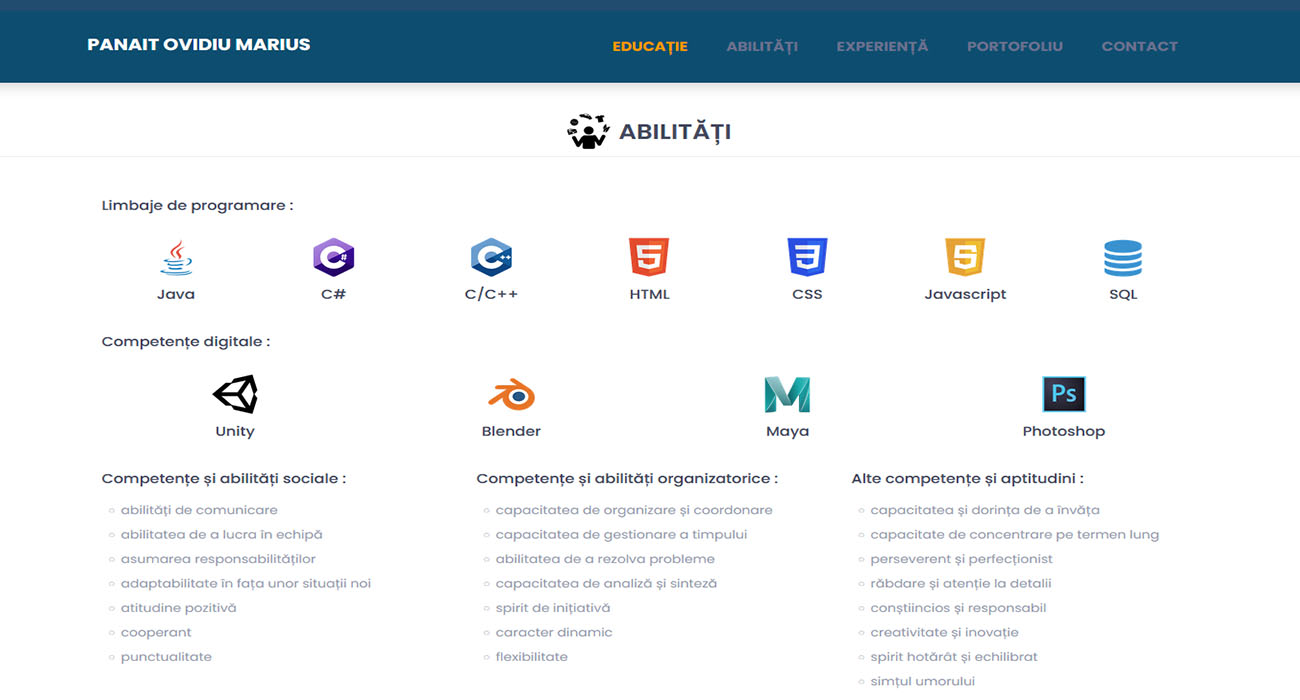 PANAIT OVIDIU MARIUS
EDUCAȚIE ABILITĂȚI EXPERIENȚĂ PORTOFOLIU CONTACT
ABILITĂȚI
Limbaje de programare :
Java C# C/C++ HTML CSS Javascript SQL
Competențe digitale :
Ps
Unity Blender Maya Photoshop
Competențe și abilități sociale :
abilități de comunicare
abilitatea de a lucra în echipă
asumarea responsabilităților
adaptabilitate în fața unor situații noi
atitudine pozitivă
cooperant
punctualitate
Competențe și abilități organizatorice :
capacitatea de organizare și coordonare
capacitatea de gestionare a timpului
abilitatea de a rezolva probleme
capacitatea de analiză și sinteză
spirit de inițiativă
caracter dinamic
flexibilitate
Alte competențe și aptitudini :
capacitatea și dorința de a învăța
capacitate de concentrare pe termen lung
perseverent și perfecționist
răbdare și atenție la detalii
conștiincios și responsabil
creativitate și inovație
spirit hotărât și echilibrat
simțul umorului